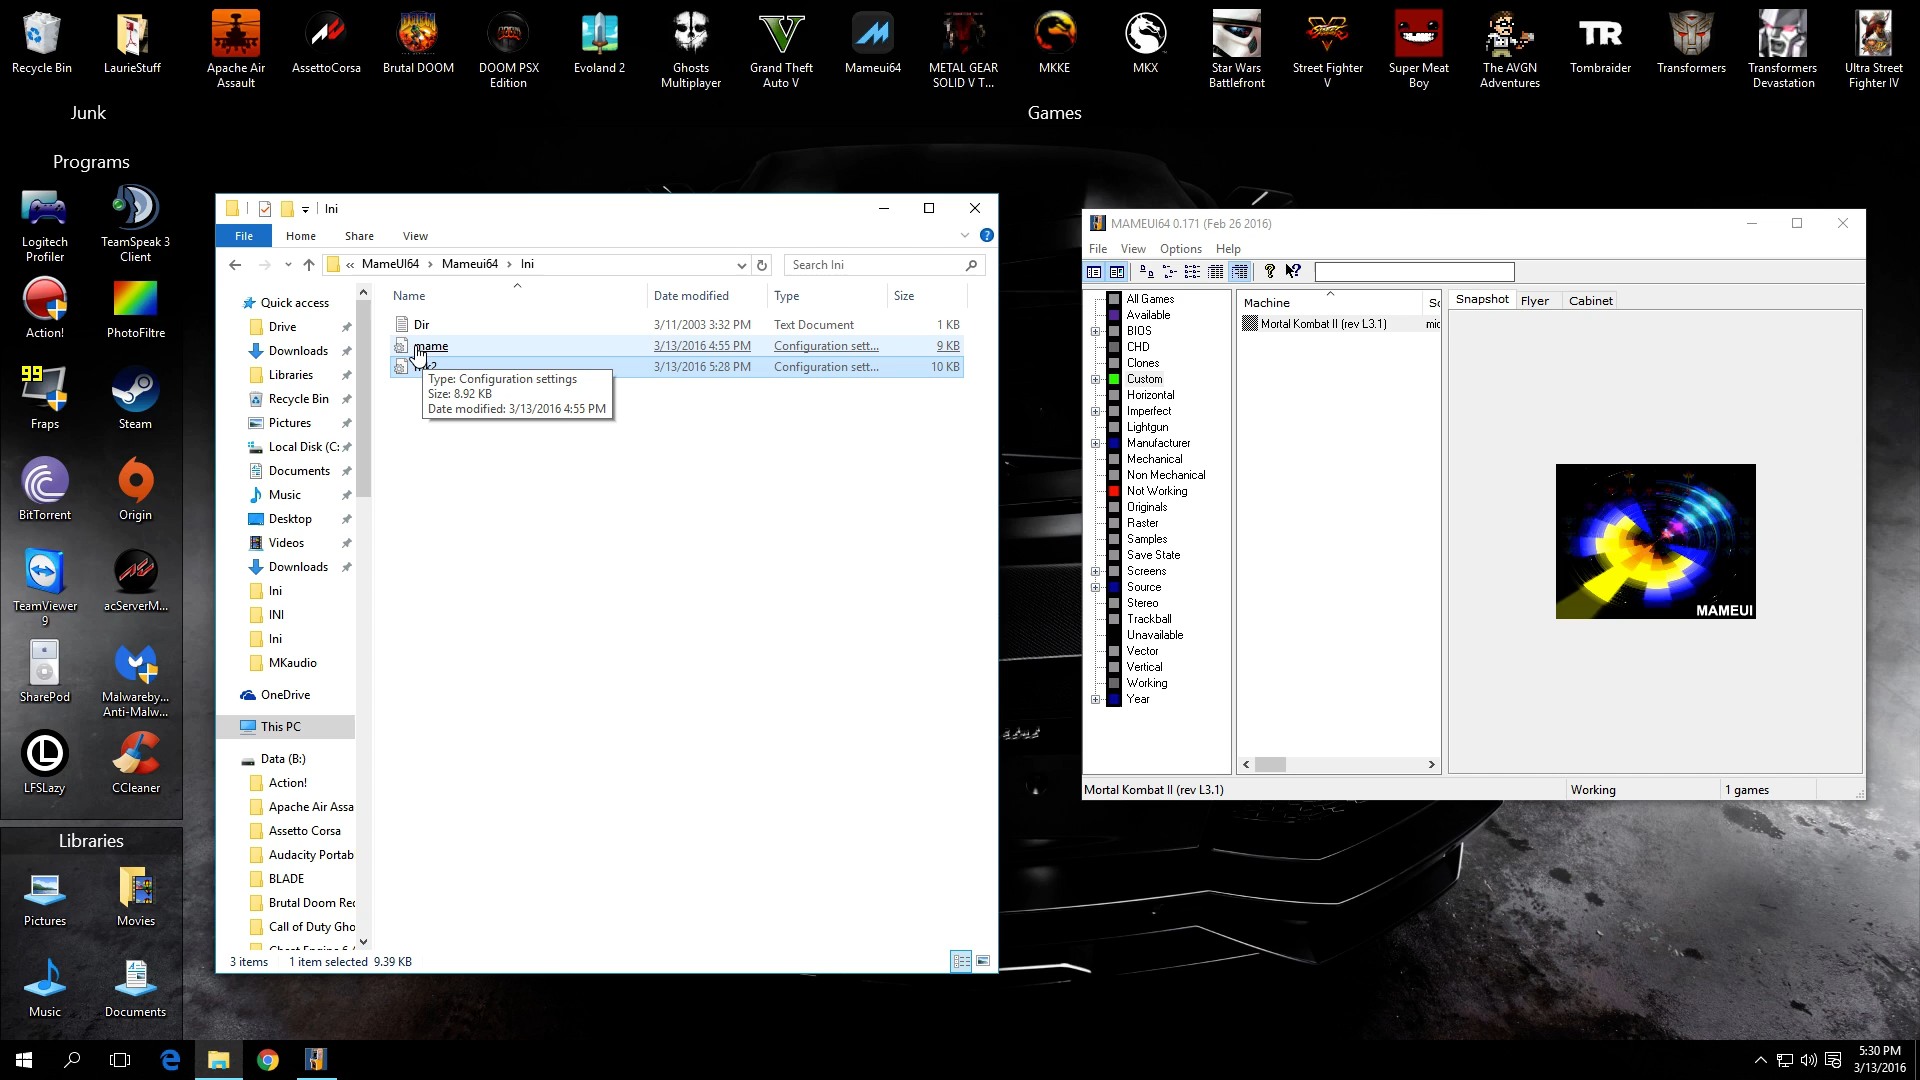 Recycle Bin
LaurieStuff
Apache Air
Assault
AssettoCorsa
Brutal DOOM
DOOM PSX
Edition
Evoland 2
Ghosts
Multiplayer
Grand Theft
Auto V
Mameui64
METAL GEAR
SOLID V T...
MKKE
MKX
Star Wars
Battlefront
Street Fighter
V
Super Meat
Boy
The AVGN
Adventures
TR
Tombraider
Transformers
Transformers
Devastation
Ultra Street
Fighter IV
Junk
Games
Programs
Logitech
Profiler
TeamSpeak 3
Client
Action!
PhotoFiltre
99
Fraps
Steam
BitTorrent
Origin
TeamViewer
9
acServerM...
SharePod
Malwareby...
Anti-Malw...
LFSLazy
CCleaner
Libraries
Pictures
Movies
Music
Documents
Ini
File
Home
Share
View
« MameUI64 › Mameui64 › Ini
Search Ini
Name
Date modified
Type
Size
Dir
3/11/2003 3:32 PM
Text Document
1 KB
mame
3/13/2016 4:55 PM
Configuration sett...
9 KB
3/13/2016 5:28 PM
Configuration sett...
10 KB
Type: Configuration settings
Size: 8.92 KB
Date modified: 3/13/2016 4:55 PM
Quick access
Drive
Downloads
Libraries
Recycle Bin
Pictures
Local Disk (C:
Documents
Music
Desktop
Videos
Downloads
Ini
INI
Ini
MKaudio
OneDrive
This PC
Data (B:)
Action!
Apache Air Assa
Assetto Corsa
Audacity Portab
BLADE
Brutal Doom Rec
Call of Duty Gho
3 items
1 item selected 9.39 KB
MAMEUI64 0.171 (Feb 26 2016)
File
View
Options
Help
All Games
Available
BIOS
CHD
Clones
Custom
Horizontal
Imperfect
Lightgun
Manufacturer
Mechanical
Non Mechanical
Not Working
Originals
Raster
Samples
Save State
Screens
Source
Stereo
Trackball
Unavailable
Vector
Vertical
Working
Year
Machine
Mortal Kombat II (rev L3.1)
Snapshot
Flyer
Cabinet
MAMEUI
Mortal Kombat II (rev L3.1)
Working
1 games
5:30 PM
3/13/2016